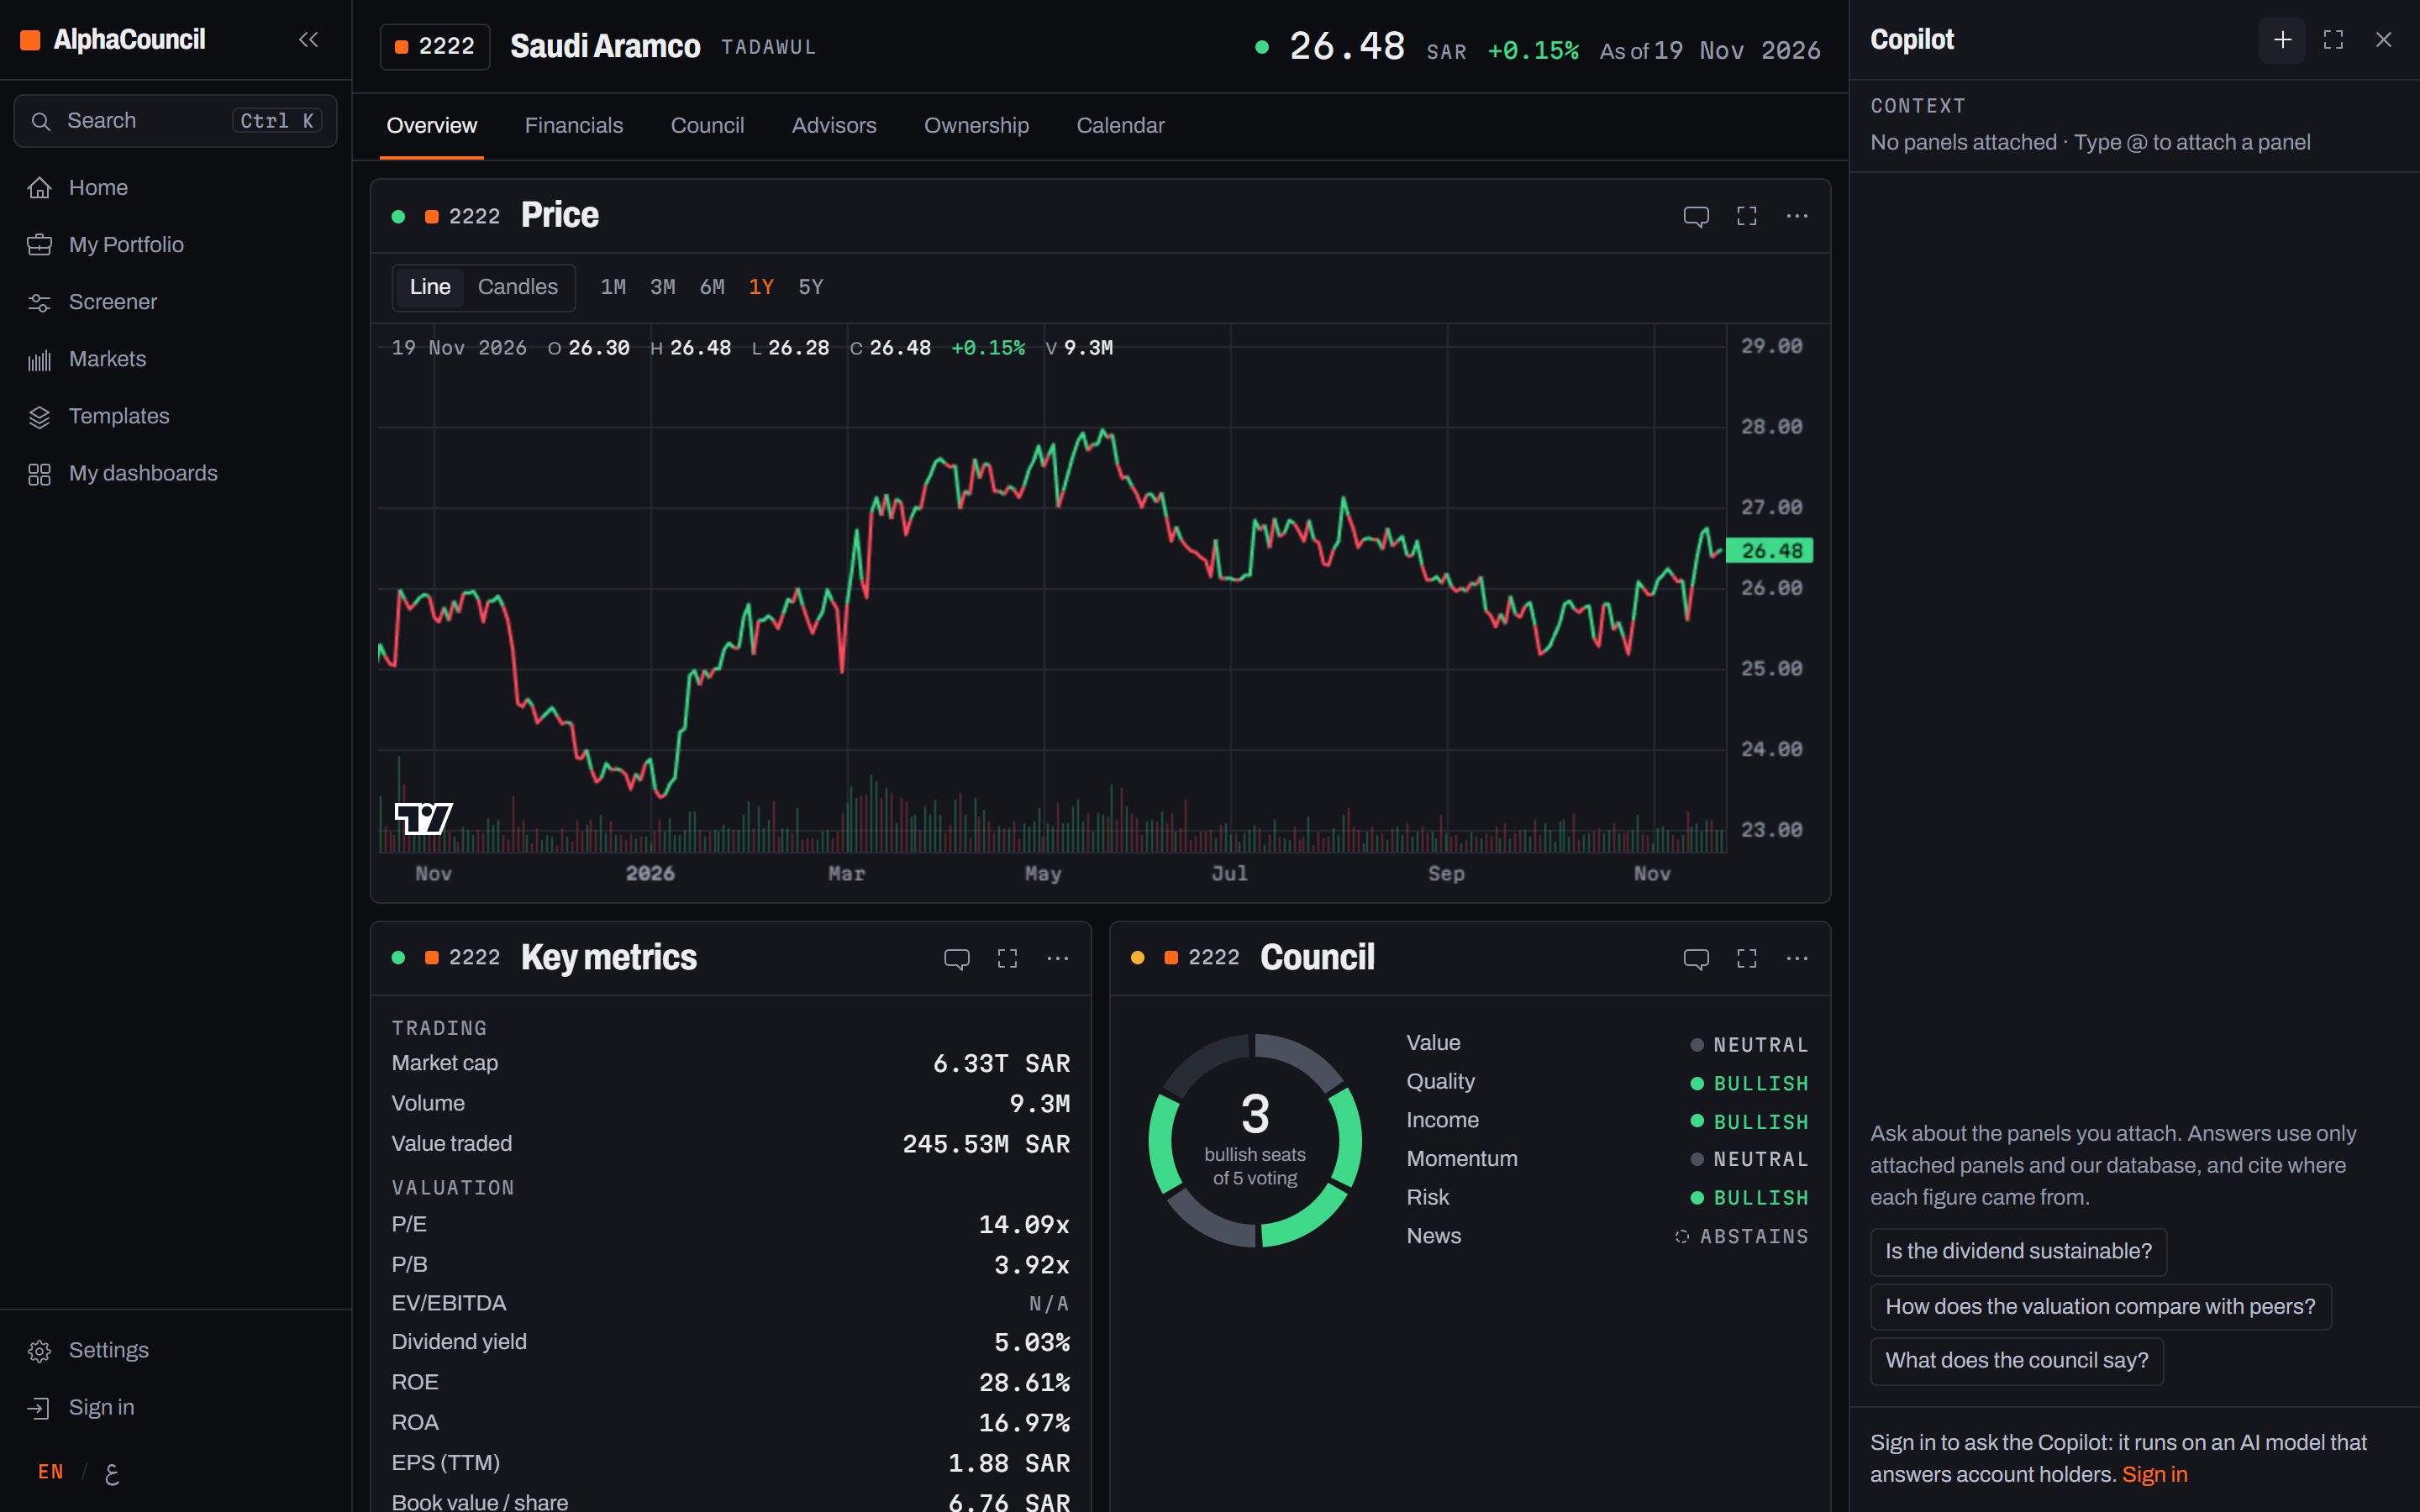 AlphaCouncil
Search Ctrl K
Home
My Portfolio
Screener
Markets
Templates
My dashboards
Settings
Sign in
EN / ع
2222 Saudi Aramco TADAWUL
26.48 SAR +0.15% As of 19 Nov 2026
Overview Financials Council Advisors Ownership Calendar
2222 Price
Line Candles 1M 3M 6M 1Y 5Y
19 Nov 2026 O 26.30 H 26.48 L 26.28 C 26.48 +0.15% V 9.3M
29.00
28.00
27.00
26.48
26.00
25.00
24.00
23.00
Nov 2026 Mar May Jul Sep Nov
2222 Key metrics
TRADING
Market cap 6.33T SAR
Volume 9.3M
Value traded 245.53M SAR
VALUATION
P/E 14.09x
P/B 3.92x
EV/EBITDA N/A
Dividend yield 5.03%
ROE 28.61%
ROA 16.97%
EPS (TTM) 1.88 SAR
Book value / share 6.76 SAR
2222 Council
3
bullish seats
of 5 voting
Value NEUTRAL
Quality BULLISH
Income BULLISH
Momentum NEUTRAL
Risk BULLISH
News ABSTAINS
Copilot
CONTEXT
No panels attached · Type @ to attach a panel
Ask about the panels you attach. Answers use only
attached panels and our database, and cite where
each figure came from.
Is the dividend sustainable?
How does the valuation compare with peers?
What does the council say?
Sign in to ask the Copilot: it runs on an AI model that
answers account holders. Sign in